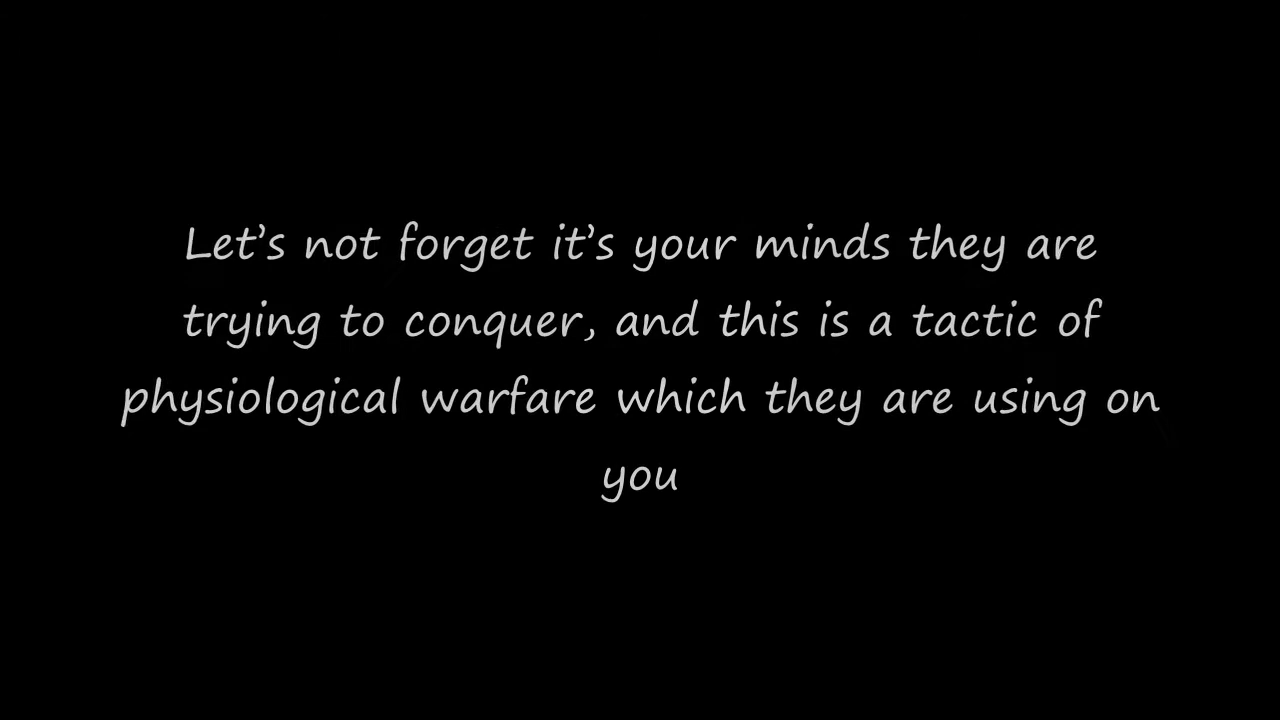 Let’s not forget it’s your minds they are
trying to conquer, and this is a tactic of
physiological warfare which they are using on
you